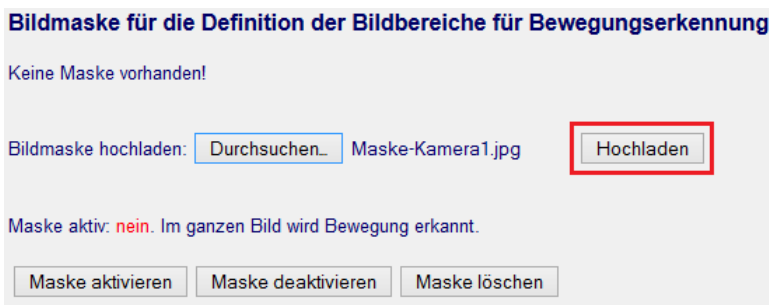 Bildmaske für die Definition der Bildbereiche für Bewegungserkennung
Keine Maske vorhanden!
Bildmaske hochladen: Durchsuchen... Maske-Kamera1.jpg Hochladen
Maske aktiv: nein. Im ganzen Bild wird Bewegung erkannt.
Maske aktivieren Maske deaktivieren Maske löschen